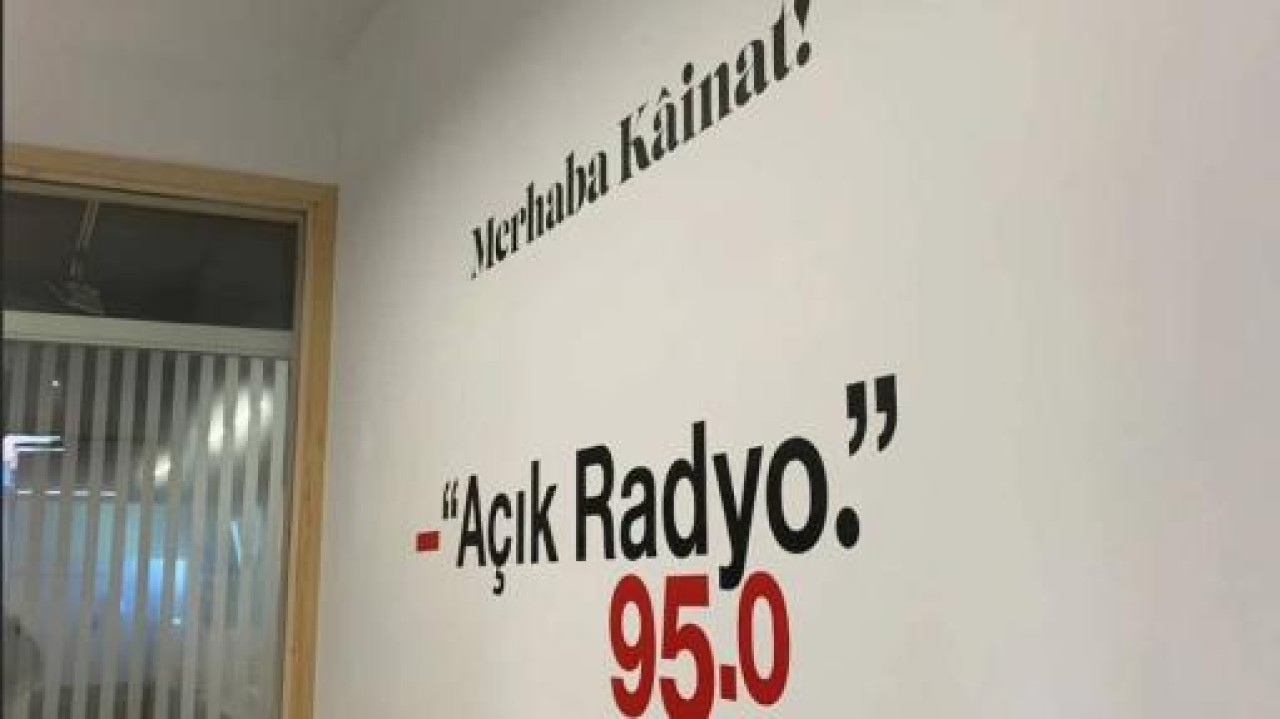 Merhaba Kâinat!
–“Açık Radyo.”
95.0